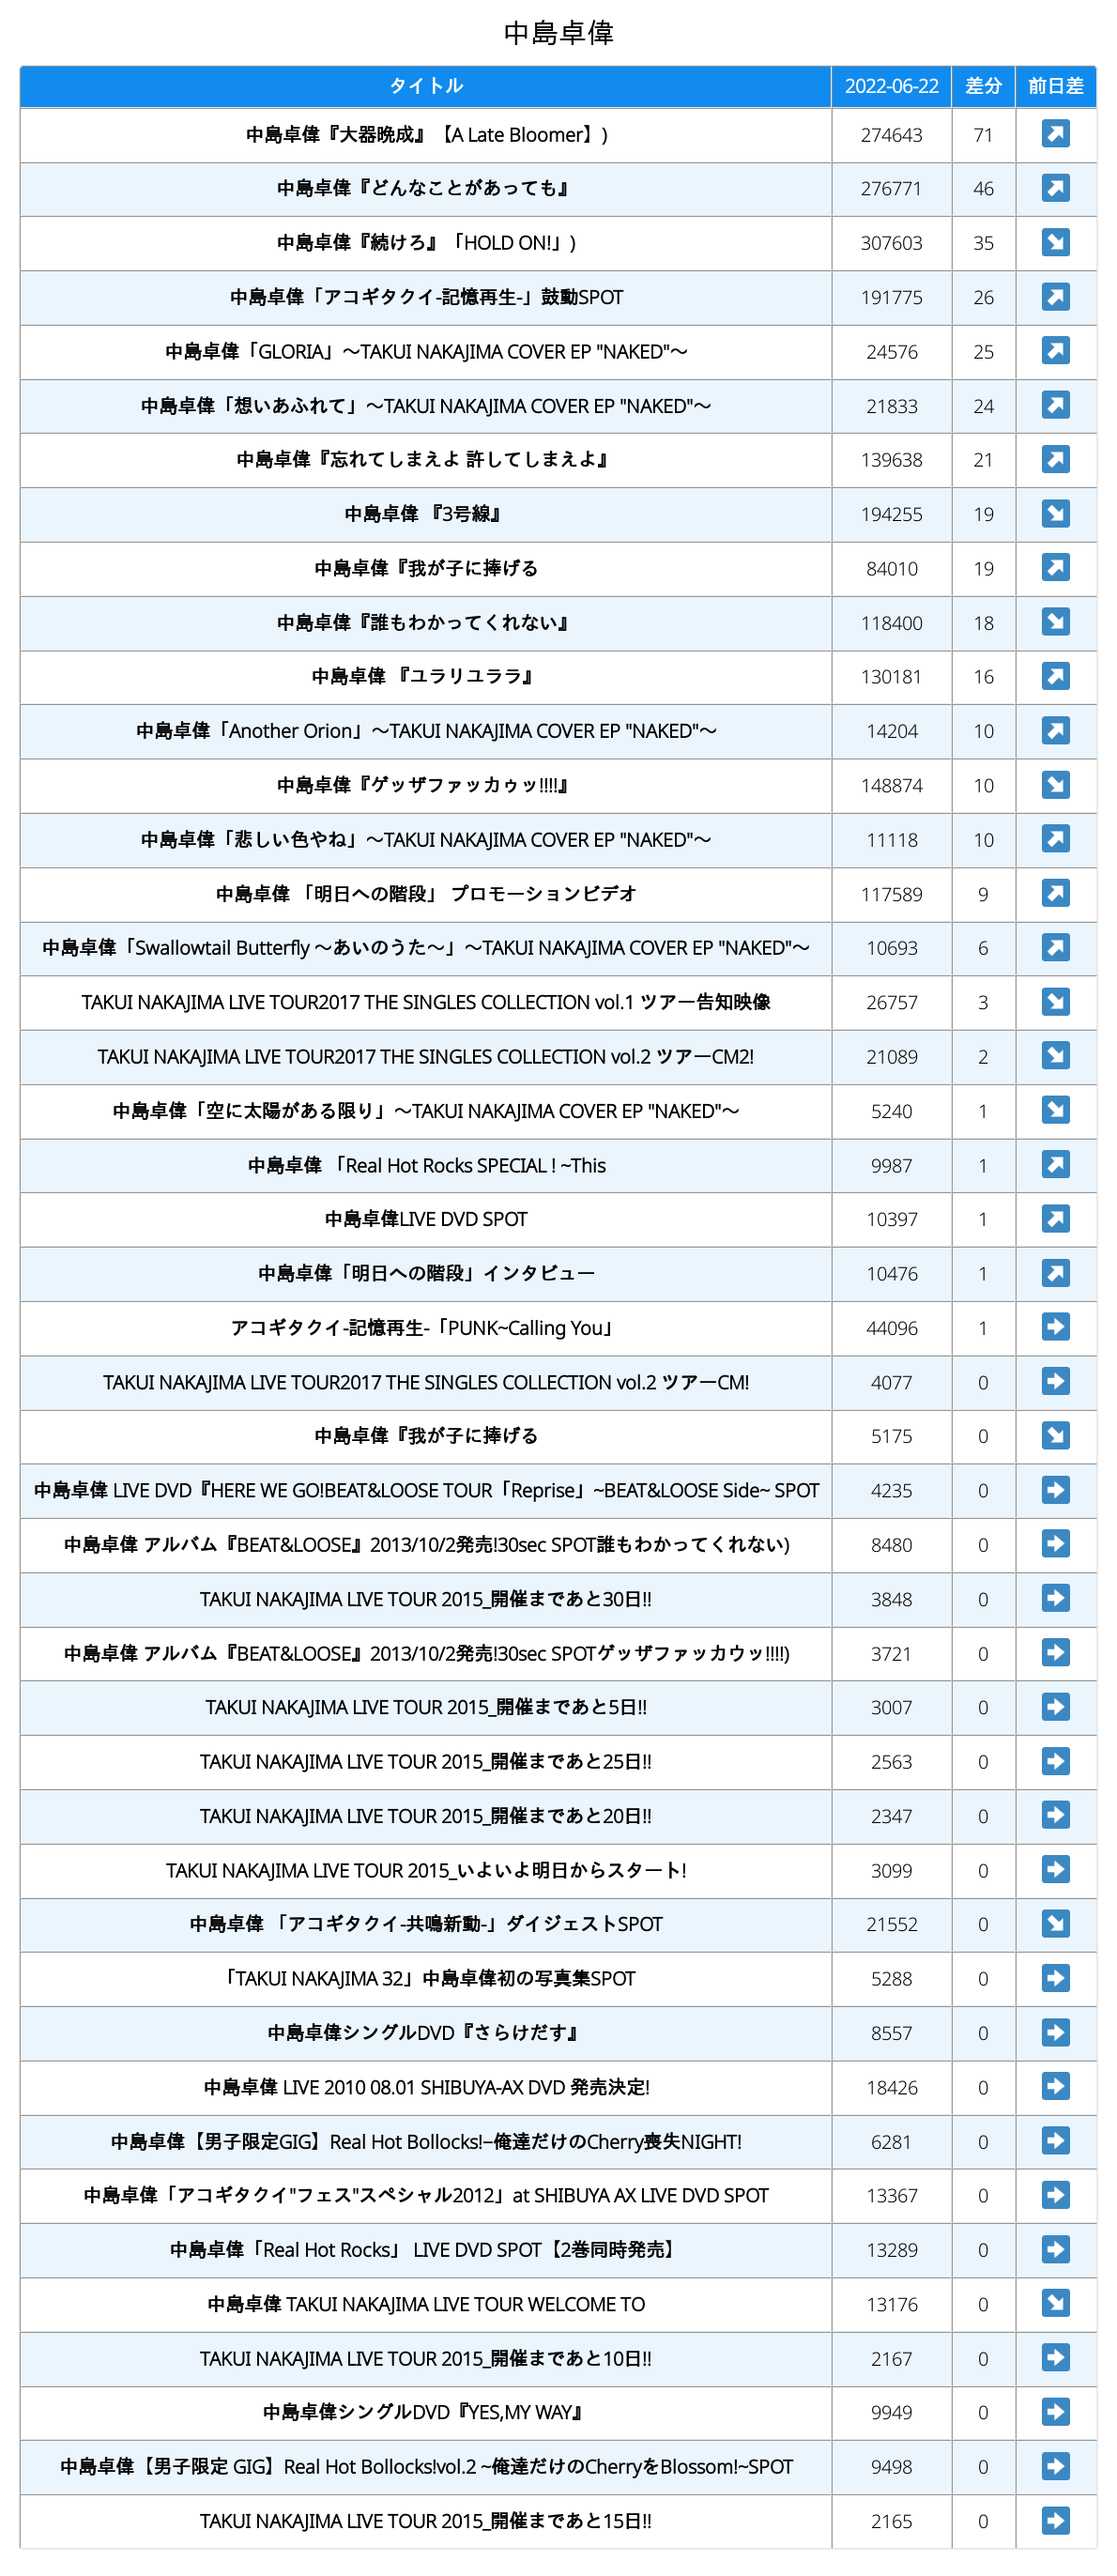 中島卓偉
タイトル 2022-06-22 差分 前日差
中島卓偉『大器晩成』【A Late Bloomer】) 274643 71 ↗
中島卓偉『どんなことがあっても』 276771 46 ↗
中島卓偉『続けろ』「HOLD ON!」) 307603 35 ↘
中島卓偉「アコギタクイ-記憶再生-」鼓動SPOT 191775 26 ↗
中島卓偉「GLORIA」〜TAKUI NAKAJIMA COVER EP "NAKED"〜 24576 25 ↗
中島卓偉「想いあふれて」〜TAKUI NAKAJIMA COVER EP "NAKED"〜 21833 24 ↗
中島卓偉『忘れてしまえよ 許してしまえよ』 139638 21 ↗
中島卓偉 『3号線』 194255 19 ↘
中島卓偉『我が子に捧げる 84010 19 ↗
中島卓偉『誰もわかってくれない』 118400 18 ↘
中島卓偉 『ユラリユララ』 130181 16 ↗
中島卓偉「Another Orion」〜TAKUI NAKAJIMA COVER EP "NAKED"〜 14204 10 ↗
中島卓偉『ゲッザファッカゥッ!!!!』 148874 10 ↘
中島卓偉「悲しい色やね」〜TAKUI NAKAJIMA COVER EP "NAKED"〜 11118 10 ↗
中島卓偉 「明日への階段」 プロモーションビデオ 117589 9 ↗
中島卓偉「Swallowtail Butterfly 〜あいのうた〜」〜TAKUI NAKAJIMA COVER EP "NAKED"〜 10693 6 ↗
TAKUI NAKAJIMA LIVE TOUR2017 THE SINGLES COLLECTION vol.1 ツアー告知映像 26757 3 ↘
TAKUI NAKAJIMA LIVE TOUR2017 THE SINGLES COLLECTION vol.2 ツアーCM2! 21089 2 ↘
中島卓偉「空に太陽がある限り」〜TAKUI NAKAJIMA COVER EP "NAKED"〜 5240 1 ↘
中島卓偉 「Real Hot Rocks SPECIAL ! ~This 9987 1 ↗
中島卓偉LIVE DVD SPOT 10397 1 ↗
中島卓偉「明日への階段」インタビュー 10476 1 ↗
アコギタクイ-記憶再生-「PUNK~Calling You」 44096 1 →
TAKUI NAKAJIMA LIVE TOUR2017 THE SINGLES COLLECTION vol.2 ツアーCM! 4077 0 →
中島卓偉『我が子に捧げる 5175 0 ↘
中島卓偉 LIVE DVD『HERE WE GO!BEAT&LOOSE TOUR「Reprise」~BEAT&LOOSE Side~ SPOT 4235 0 →
中島卓偉 アルバム『BEAT&LOOSE』2013/10/2発売!30sec SPOT誰もわかってくれない) 8480 0 →
TAKUI NAKAJIMA LIVE TOUR 2015_開催まであと30日!! 3848 0 →
中島卓偉 アルバム『BEAT&LOOSE』2013/10/2発売!30sec SPOTゲッザファッカウッ!!!!) 3721 0 →
TAKUI NAKAJIMA LIVE TOUR 2015_開催まであと5日!! 3007 0 →
TAKUI NAKAJIMA LIVE TOUR 2015_開催まであと25日!! 2563 0 →
TAKUI NAKAJIMA LIVE TOUR 2015_開催まであと20日!! 2347 0 →
TAKUI NAKAJIMA LIVE TOUR 2015_いよいよ明日からスタート! 3099 0 →
中島卓偉 「アコギタクイ-共鳴新動-」ダイジェストSPOT 21552 0 ↘
「TAKUI NAKAJIMA 32」中島卓偉初の写真集SPOT 5288 0 →
中島卓偉シングルDVD『さらけだす』 8557 0 →
中島卓偉 LIVE 2010 08.01 SHIBUYA-AX DVD 発売決定! 18426 0 →
中島卓偉【男子限定GIG】Real Hot Bollocks!−俺達だけのCherry喪失NIGHT! 6281 0 →
中島卓偉「アコギタクイ"フェス"スペシャル2012」at SHIBUYA AX LIVE DVD SPOT 13367 0 →
中島卓偉「Real Hot Rocks」 LIVE DVD SPOT【2巻同時発売】 13289 0 →
中島卓偉 TAKUI NAKAJIMA LIVE TOUR WELCOME TO 13176 0 ↘
TAKUI NAKAJIMA LIVE TOUR 2015_開催まであと10日!! 2167 0 →
中島卓偉シングルDVD『YES,MY WAY』 9949 0 →
中島卓偉【男子限定 GIG】Real Hot Bollocks!vol.2 ~俺達だけのCherryをBlossom!~SPOT 9498 0 →
TAKUI NAKAJIMA LIVE TOUR 2015_開催まであと15日!! 2165 0 →